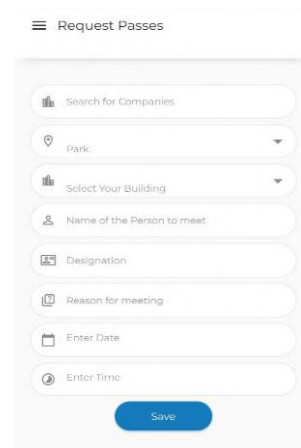 Request Passes
Search for Companies
Park
Select Your Building
Name of the Person to meet
Designation
Reason for meeting
Enter Date
Enter Time
Save